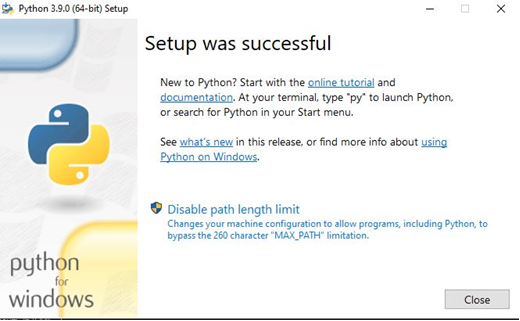 Python 3.9.0 (64-bit) Setup
Setup was successful
New to Python? Start with the online tutorial and
documentation. At your terminal, type "py" to launch Python,
or search for Python in your Start menu.
See what's new in this release, or find more info about using
Python on Windows.
Disable path length limit
Changes your machine configuration to allow programs, including Python, to
bypass the 260 character "MAX_PATH" limitation.
python
for
windows
Close